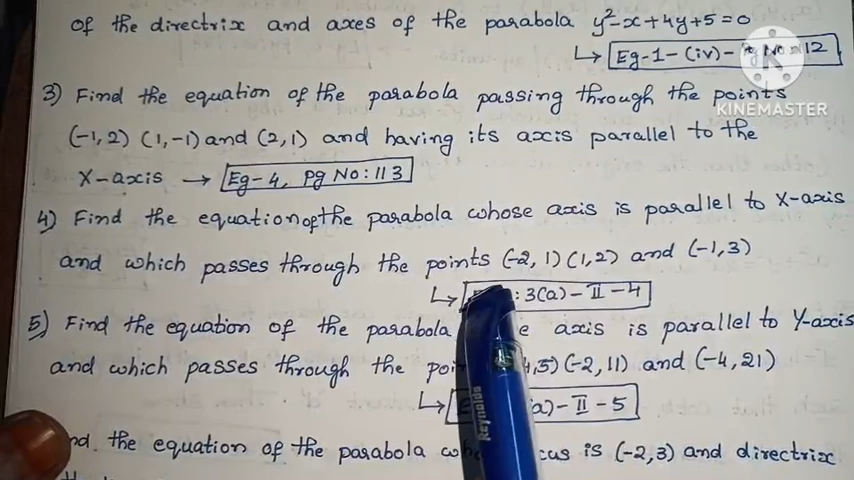 of the directrix and axes of the parabola y²-x+4y+5=0
↳ Eg-1-(iv)- No: 112
KINEMASTER
3) Find the equation of the parabola passing through the points
(-1,2) (1,-1) and (2,1) and having its axis parallel to the
X-axis → Eg-4, pg No: 113
4) Find the equation of the parabola whose axis is parallel to X-axis
and which passes through the points (-2,1) (1,2) and (-1,3)
↳ : 3(a)-II-4
5) Find the equation of the parabola axis is parallel to Y-axis
and which passes through the ,5) (-2,11) and (-4,21)
↳ (a)-II-5
the equation of the parabola is (-2,3) and directrix
Reynolds